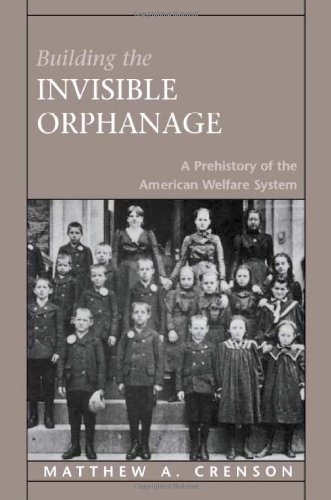 Building the
INVISIBLE
ORPHANAGE
A Prehistory of the
American Welfare System
MATTHEW A. CRENSON